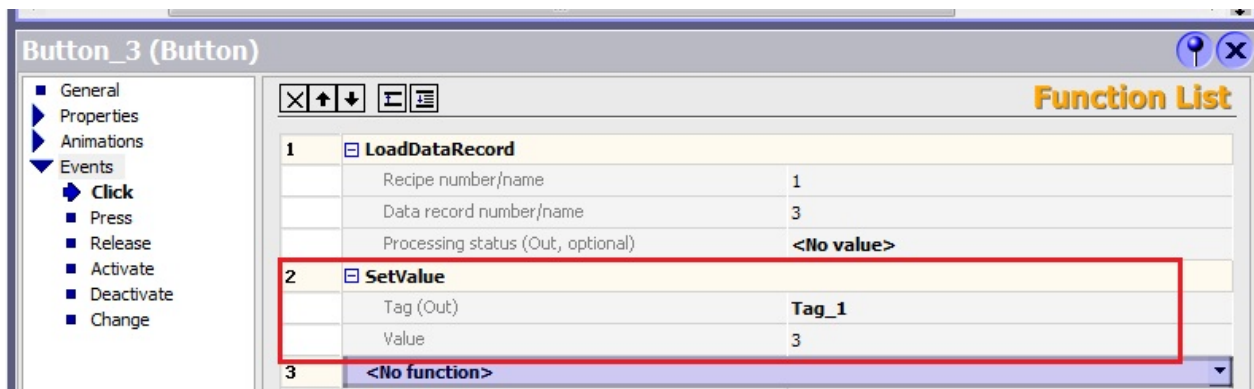 Button_3 (Button)
General
Properties
Animations
Events
Click
Press
Release
Activate
Deactivate
Change
Function List
1 LoadDataRecord
Recipe number/name 1
Data record number/name 3
Processing status (Out, optional) <No value>
2 SetValue
Tag (Out) Tag_1
Value 3
3 <No function>